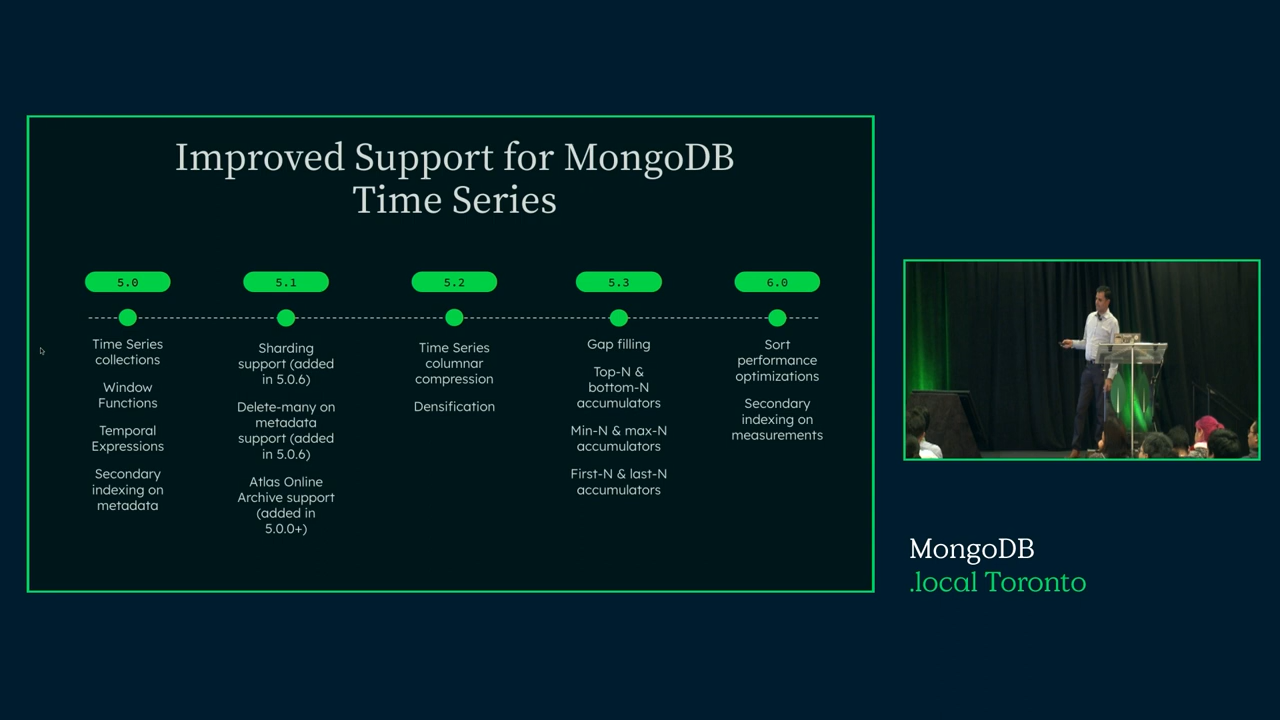 Improved Support for MongoDB
Time Series
5.0
5.1
5.2
5.3
6.0
Time Series
collections
Window
Functions
Temporal
Expressions
Secondary
indexing on
metadata
Sharding
support (added
in 5.0.6)
Delete-many on
metadata
support (added
in 5.0.6)
Atlas Online
Archive support
(added in
5.0.0+)
Time Series
columnar
compression
Densification
Gap filling
Top-N &
bottom-N
accumulators
Min-N & max-N
accumulators
First-N & last-N
accumulators
Sort
performance
optimizations
Secondary
indexing on
measurements
MongoDB
.local Toronto